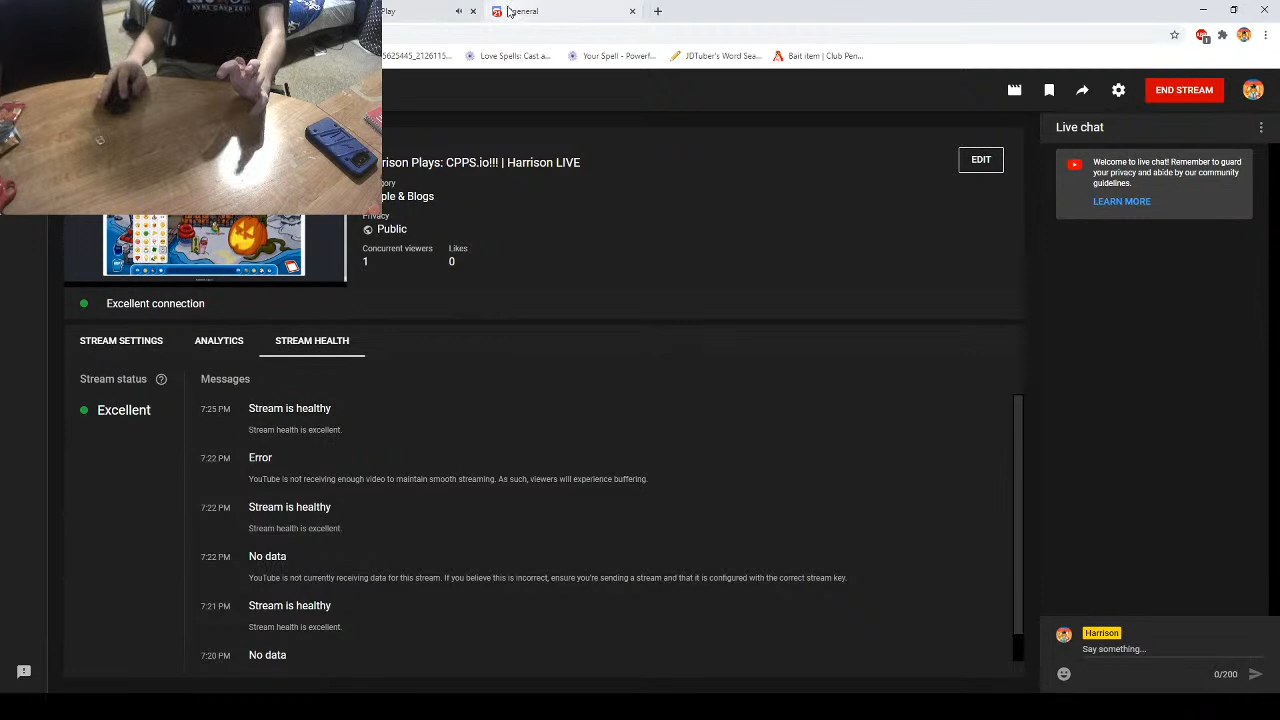 Play
21 general
5625445_2126115...
Love Spells: Cast a...
Your Spell - Powerf...
JDTuber's Word Sea...
Bait item | Club Pen...
END STREAM
Live chat
Welcome to live chat! Remember to guard
your privacy and abide by our community
guidelines.
LEARN MORE
rrison Plays: CPPS.io!!! | Harrison LIVE
EDIT
egory
ple & Blogs
Privacy
Public
Concurrent viewers
Likes
1
0
Excellent connection
STREAM SETTINGS
ANALYTICS
STREAM HEALTH
Stream status
Messages
Excellent
7:25 PM
Stream is healthy
Stream health is excellent.
7:22 PM
Error
YouTube is not receiving enough video to maintain smooth streaming. As such, viewers will experience buffering.
7:22 PM
Stream is healthy
Stream health is excellent.
7:22 PM
No data
YouTube is not currently receiving data for this stream. If you believe this is incorrect, ensure you're sending a stream and that it is configured with the correct stream key.
7:21 PM
Stream is healthy
Stream health is excellent.
7:20 PM
No data
Harrison
Say something...
0/200